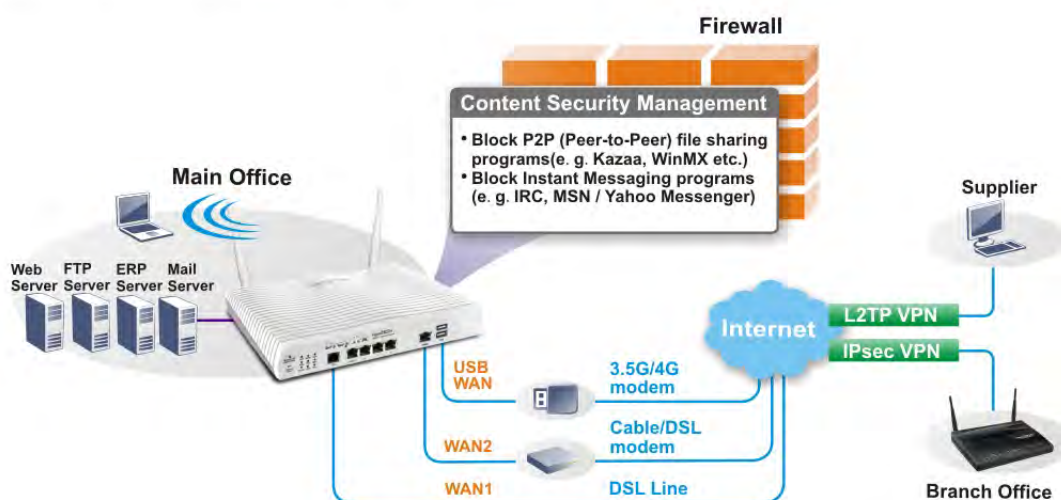 Firewall
Content Security Management
• Block P2P (Peer-to-Peer) file sharing
programs(e. g. Kazaa, WinMX etc.)
• Block Instant Messaging programs
(e. g. IRC, MSN / Yahoo Messenger)
Main Office
Web
Server
FTP
Server
ERP
Server
Mail
Server
Supplier
Internet
L2TP VPN
IPsec VPN
USB
WAN
3.5G/4G
modem
WAN2
Cable/DSL
modem
WAN1
DSL Line
Branch Office